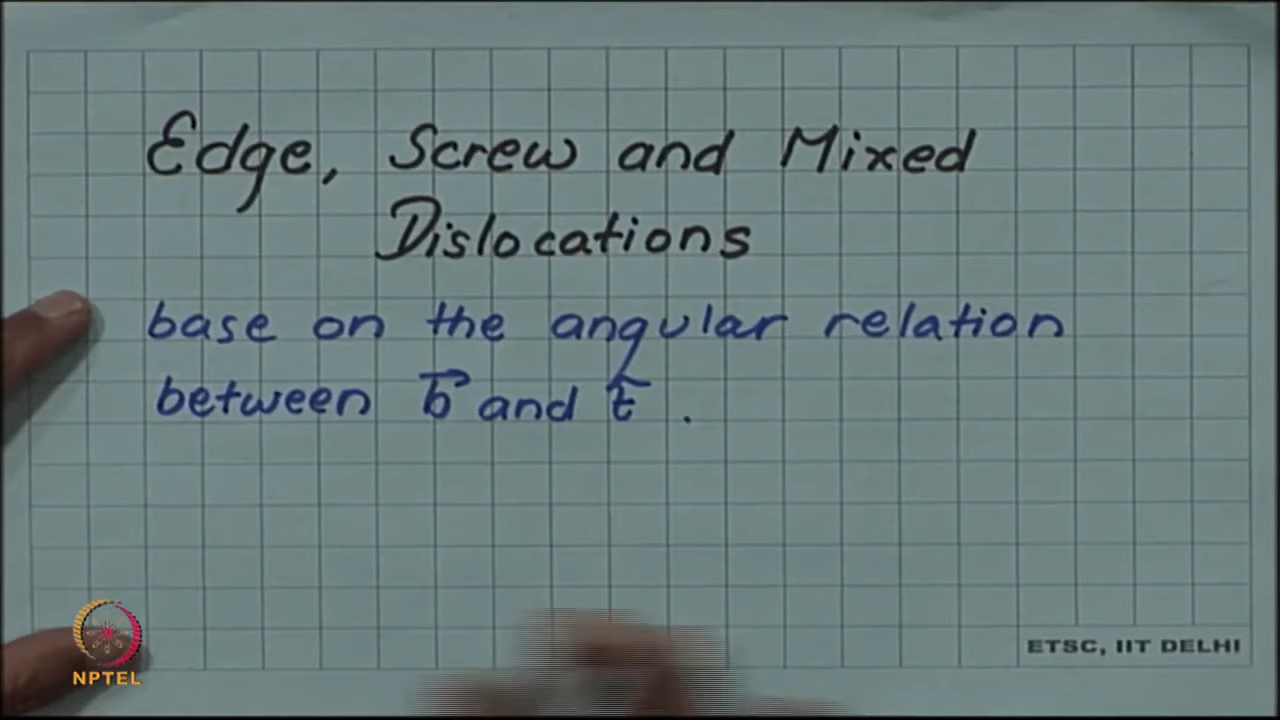 Edge, Screw and Mixed
Dislocations
base on the angular relation
between b⃗ and t⃗ .
NPTEL
ETSC, IIT DELHI